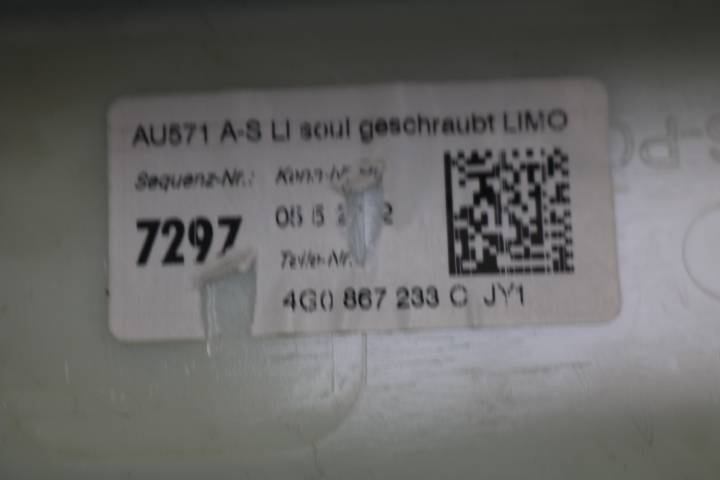 AU571 A-S LI soul geschraubt LIMO
Sequenz-Nr.:
7297
Teile-Nr.
4G0 867 233 C JY1